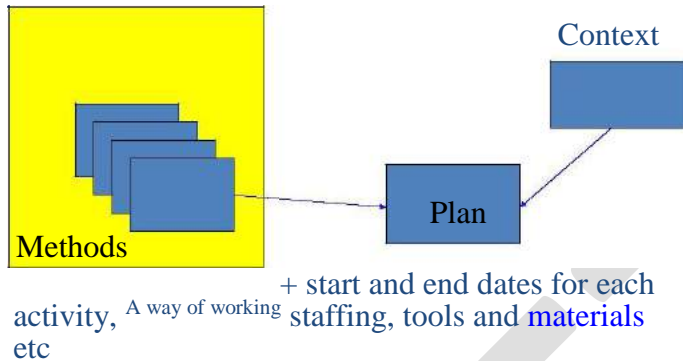 Context
Plan
Methods
+ start and end dates for each
activity, A way of working staffing, tools and materials
etc